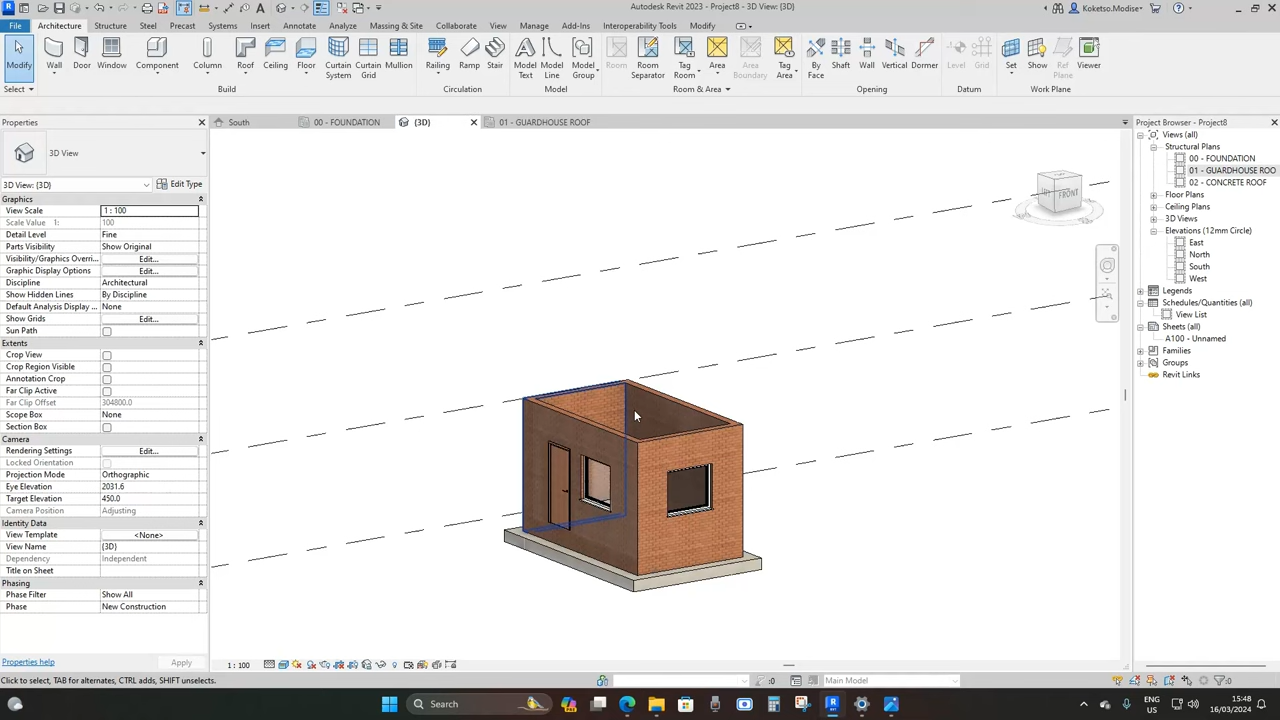 Autodesk Revit 2023 - Project8 - 3D View: {3D}
Koketso.Modise
File Architecture Structure Steel Precast Systems Insert Annotate Analyze Massing & Site Collaborate View Manage Add-Ins Interoperability Tools Modify
Modify Wall Door Window Component Column Roof Ceiling Floor Curtain System Curtain Grid Mullion Railing Ramp Stair Model Text Model Line Model Group Room Room Separator Tag Room Area Area Boundary Tag Area By Face Shaft Wall Vertical Dormer Level Grid Set Show Ref Plane Viewer
Select Build Circulation Model Room & Area Opening Datum Work Plane
Properties
South
00 - FOUNDATION
{3D}
01 - GUARDHOUSE ROOF
Project Browser - Project8
3D View
3D View: {3D} Edit Type
Graphics
View Scale 1 : 100
Scale Value 1: 100
Detail Level Fine
Parts Visibility Show Original
Visibility/Graphics Overri... Edit...
Graphic Display Options Edit...
Discipline Architectural
Show Hidden Lines By Discipline
Default Analysis Display ... None
Show Grids Edit...
Sun Path
Extents
Crop View
Crop Region Visible
Annotation Crop
Far Clip Active
Far Clip Offset 304800.0
Scope Box None
Section Box
Camera
Rendering Settings Edit...
Locked Orientation
Projection Mode Orthographic
Eye Elevation 2031.6
Target Elevation 450.0
Camera Position Adjusting
Identity Data
View Template <None>
View Name {3D}
Dependency Independent
Title on Sheet
Phasing
Phase Filter Show All
Phase New Construction
Properties help Apply
FRONT
Views (all)
Structural Plans
00 - FOUNDATION
01 - GUARDHOUSE ROO
02 - CONCRETE ROOF
Floor Plans
Ceiling Plans
3D Views
Elevations (12mm Circle)
East
North
South
West
Legends
Schedules/Quantities (all)
View List
Sheets (all)
A100 - Unnamed
Families
Groups
Revit Links
1 : 100
Click to select, TAB for alternates, CTRL adds, SHIFT unselects.
:0
Main Model
:0
Search
ENG
US
15:48
16/03/2024